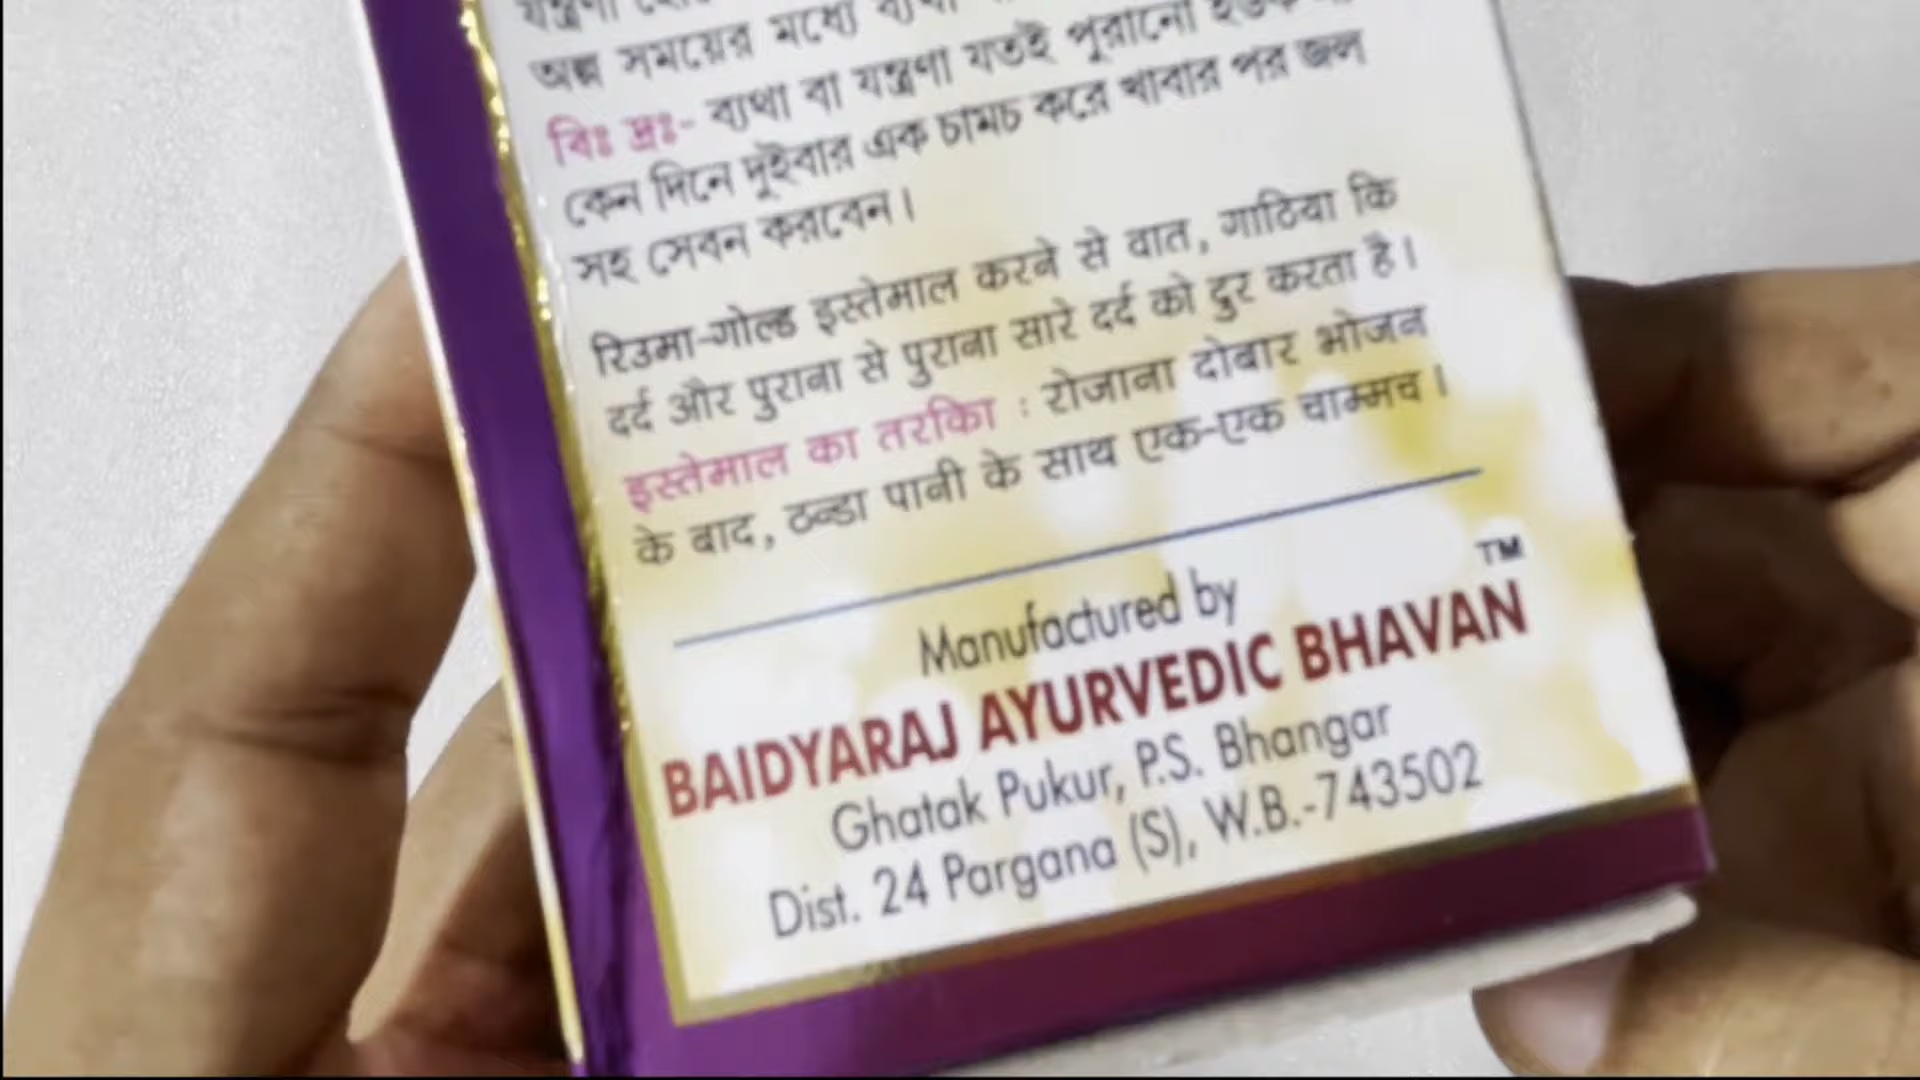 অল্প সময়ের মধ্যে ব্যথা
বিঃ দ্রঃ- ব্যথা বা যন্ত্রণা যতই পুরানো হউক না
কেন দিনে দুইবার এক চামচ করে খাবার পর জল
সহ সেবন করবেন।
रिउमा-गोल्ड इस्तेमाल करने से वात, गाठिवा कि
दर्द और पुराना से पुराना सारे दर्द को दुर करता है।
इस्तेमाल का तरकिा : रोजाना दोबार भोजन
के बाद, ठन्डा पानी के साथ एक-एक चाम्मच।
Manufactured by
BAIDYARAJ AYURVEDIC BHAVAN TM
Ghatak Pukur, P.S. Bhangar
Dist. 24 Pargana (S), W.B.-743502